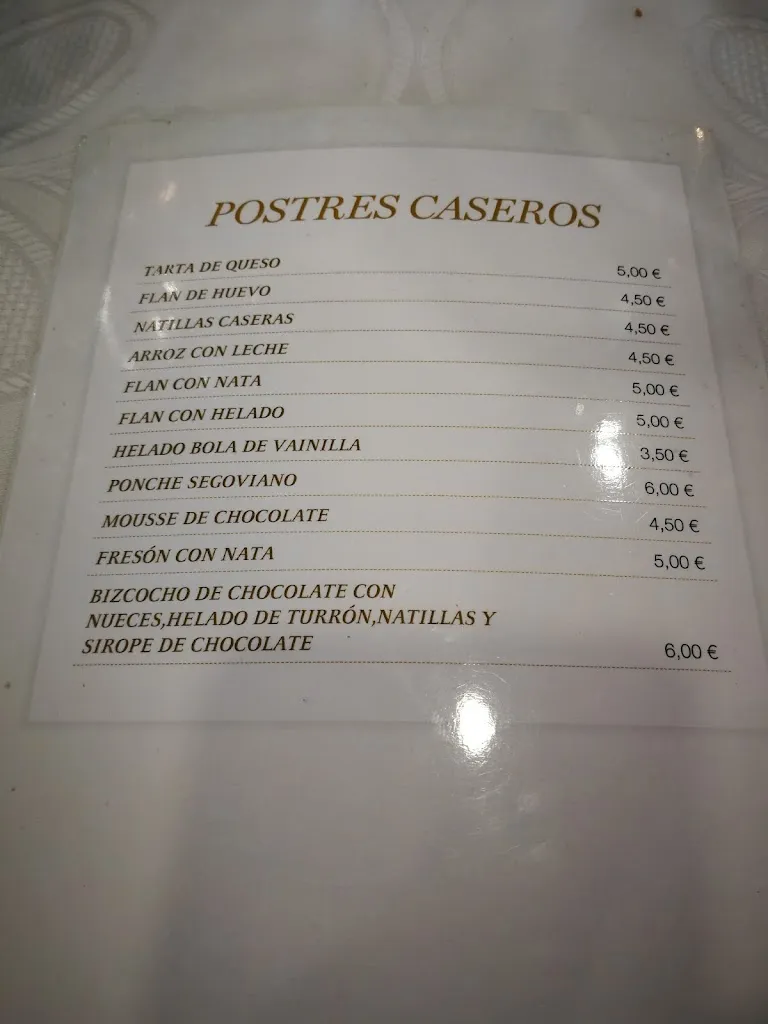 POSTRES CASEROS
TARTA DE QUESO 5,00 €
FLAN DE HUEVO 4,50 €
NATILLAS CASERAS 4,50 €
ARROZ CON LECHE 4,50 €
FLAN CON NATA 5,00 €
FLAN CON HELADO 5,00 €
HELADO BOLA DE VAINILLA 3,50 €
PONCHE SEGOVIANO 6,00 €
MOUSSE DE CHOCOLATE 4,50 €
FRESÓN CON NATA 5,00 €
BIZCOCHO DE CHOCOLATE CON
NUECES,HELADO DE TURRÓN,NATILLAS Y
SIROPE DE CHOCOLATE 6,00 €